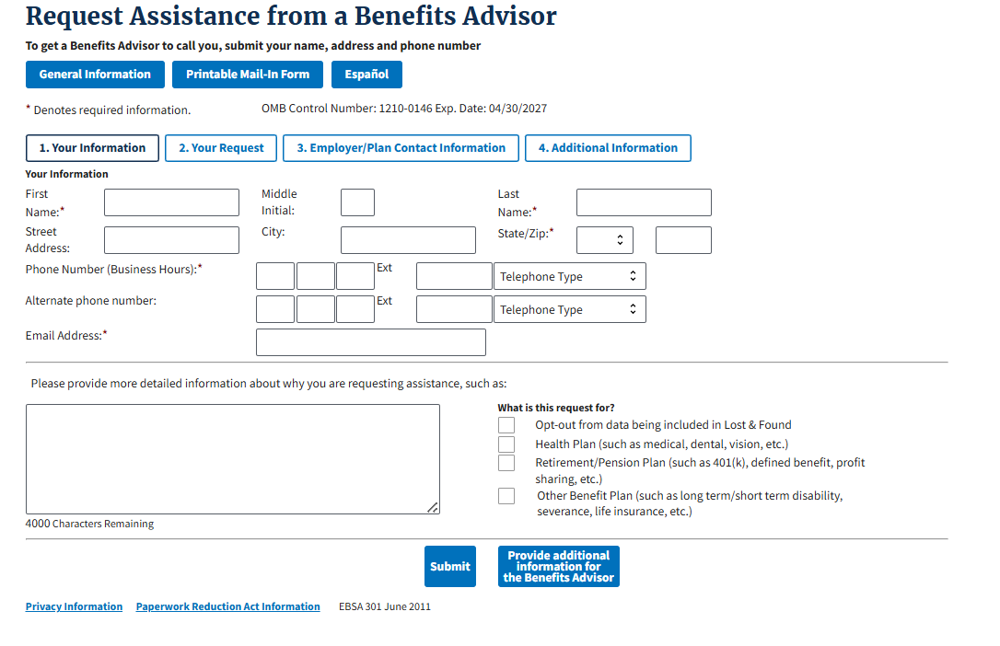 Request Assistance from a Benefits Advisor
To get a Benefits Advisor to call you, submit your name, address and phone number
General Information Printable Mail-In Form Español
* Denotes required information. OMB Control Number: 1210-0146 Exp. Date: 04/30/2027
1. Your Information 2. Your Request 3. Employer/Plan Contact Information 4. Additional Information
Your Information
First Name:* Middle Initial: Last Name:*
Street Address: City: State/Zip:*
Phone Number (Business Hours):* Ext Telephone Type
Alternate phone number: Ext Telephone Type
Email Address:*
Please provide more detailed information about why you are requesting assistance, such as:
What is this request for?
Opt-out from data being included in Lost & Found
Health Plan (such as medical, dental, vision, etc.)
Retirement/Pension Plan (such as 401(k), defined benefit, profit
sharing, etc.)
Other Benefit Plan (such as long term/short term disability,
severance, life insurance, etc.)
4000 Characters Remaining
Submit
Provide additional
information for
the Benefits Advisor
Privacy Information Paperwork Reduction Act Information EBSA 301 June 2011